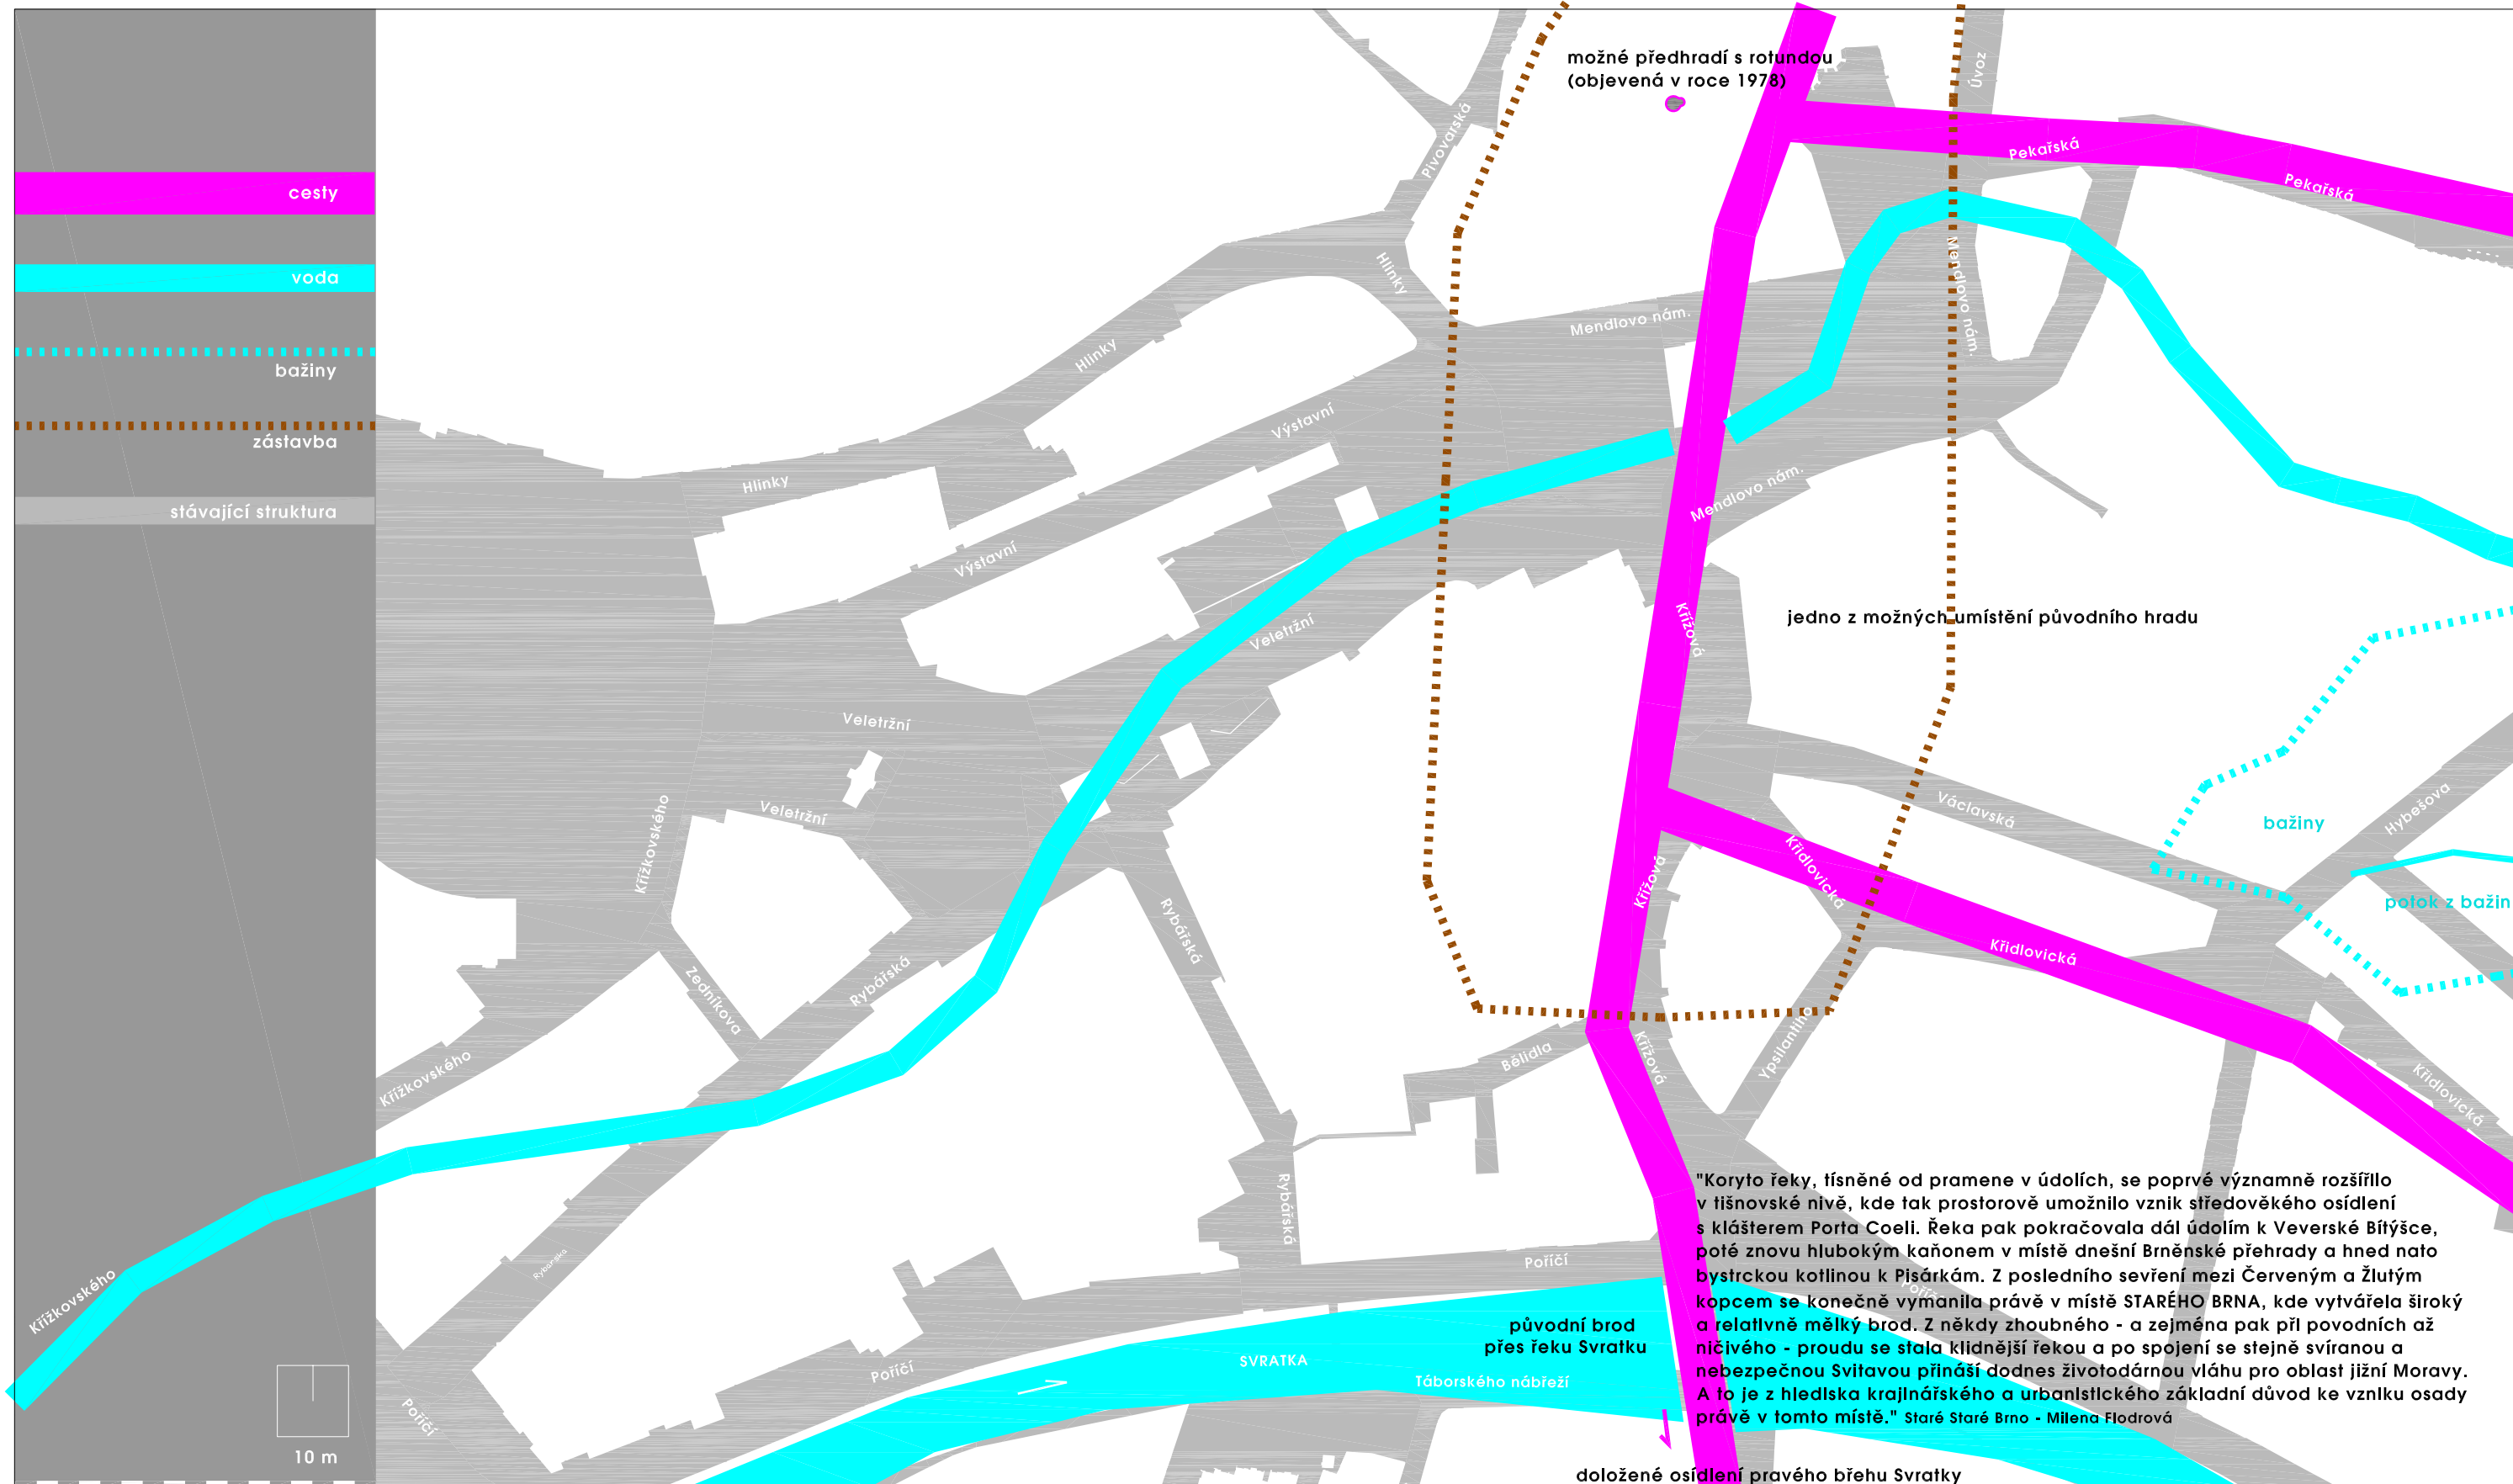 cesty
voda
bažiny
zástavba
stávající struktura
10 m
možné předhradí s rotundou
(objevená v roce 1978)
Úvoz
Pivovarská
Pekařská
Pekařská
Hlinky
Mendlovo nám.
Mendlovo nám.
Hlinky
Výstavní
Hlinky
Mendlovo nám.
Výstavní
Křížová
jedno z možných umístění původního hradu
Veletržní
Veletržní
Veletržní
Křížkovského
Václavská
Hybešova
bažiny
Křížová
Křidlovická
potok z bažin
Rybářská
Křidlovická
Rybářská
Zedníkova
Bělidla
Křížová
Ypsilantiho
Křížkovského
Křidlovická
Rybářská
Rybářská
Křížkovského
Poříčí
Poříčí
Poříčí
SVRATKA
Táborského nábřeží
původní brod
přes řeku Svratku
"Koryto řeky, tísněné od pramene v údolích, se poprvé významně rozšířilo
v tišnovské nivě, kde tak prostorově umožnilo vznik středověkého osídlení
s klášterem Porta Coeli. Řeka pak pokračovala dál údolím k Veverské Bítýšce,
poté znovu hlubokým kaňonem v místě dnešní Brněnské přehrady a hned nato
bystrckou kotlinou k Pisárkám. Z posledního sevření mezi Červeným a Žlutým
kopcem se konečně vymanila právě v místě STARÉHO BRNA, kde vytvářela široký
a relativně mělký brod. Z někdy zhoubného - a zejména pak při povodních až
ničivého - proudu se stala klidnější řekou a po spojení se stejně svíranou a
nebezpečnou Svitavou přináší dodnes životodárnou vláhu pro oblast jižní Moravy.
A to je z hlediska krajinářského a urbanistického základní důvod ke vzniku osady
právě v tomto místě." Staré Staré Brno - Milena Flodrová
Poříčí
doložené osídlení pravého břehu Svratky